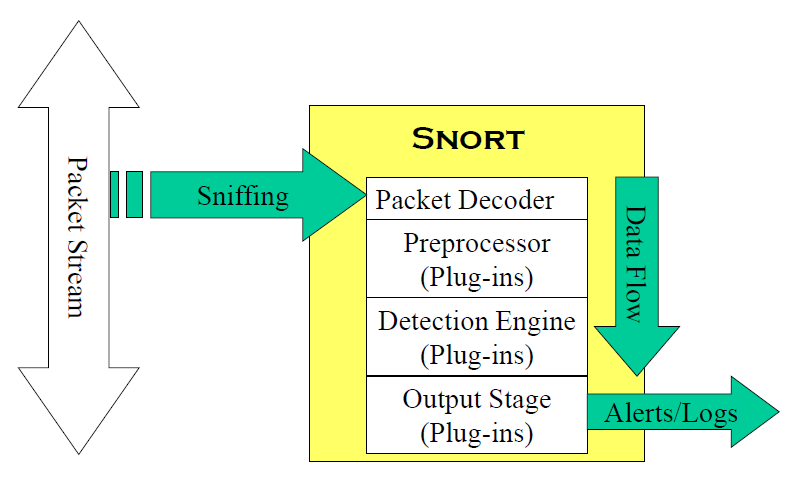 SNORT
Packet Stream
Sniffing
Packet Decoder
Preprocessor
(Plug-ins)
Detection Engine
(Plug-ins)
Output Stage
(Plug-ins)
Data Flow
Alerts/Logs